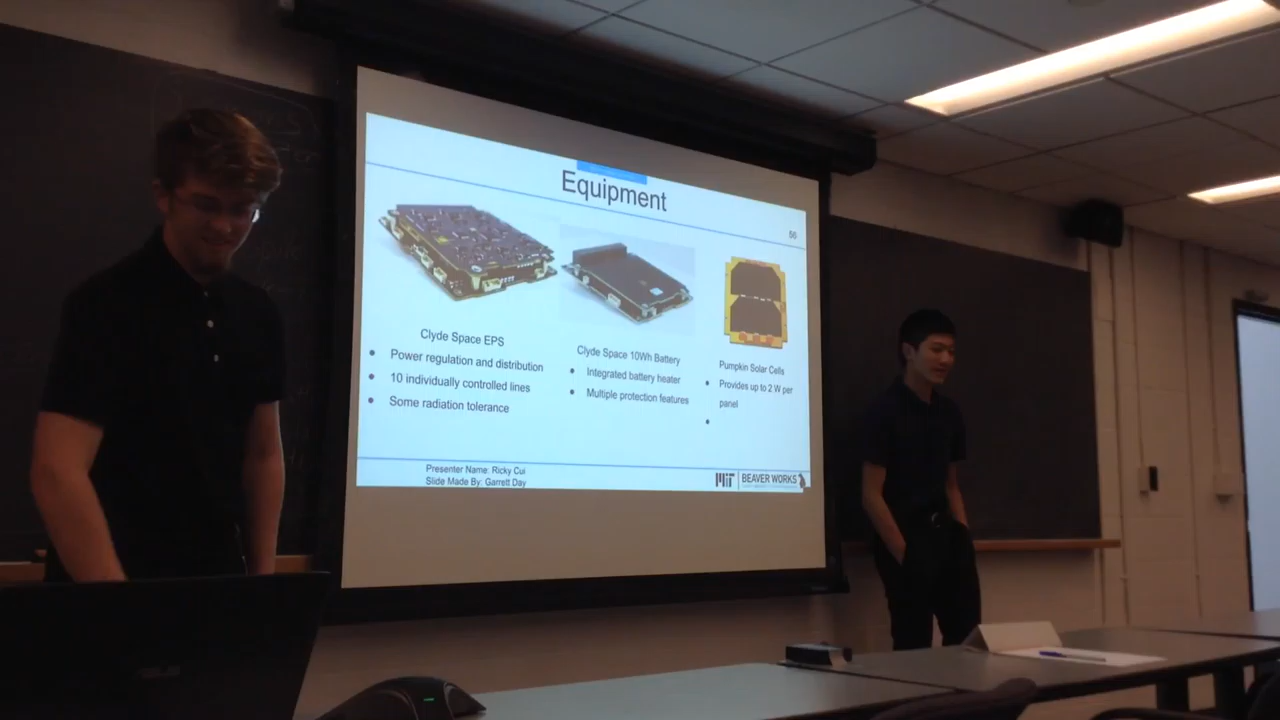 Equipment
56
Clyde Space EPS
Power regulation and distribution
10 individually controlled lines
Some radiation tolerance
Clyde Space 10Wh Battery
Integrated battery heater
Multiple protection features
Pumpkin Solar Cells
Provides up to 2 W per
panel
Presenter Name: Ricky Cui
Slide Made By: Garrett Day
MIT
BEAVER WORKS